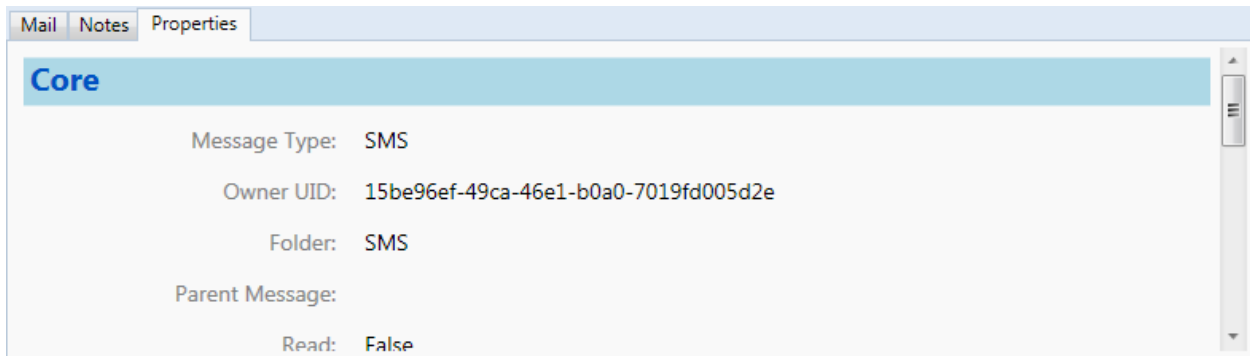 Mail Notes Properties
Core
Message Type: SMS
Owner UID: 15be96ef-49ca-46e1-b0a0-7019fd005d2e
Folder: SMS
Parent Message:
Read: False